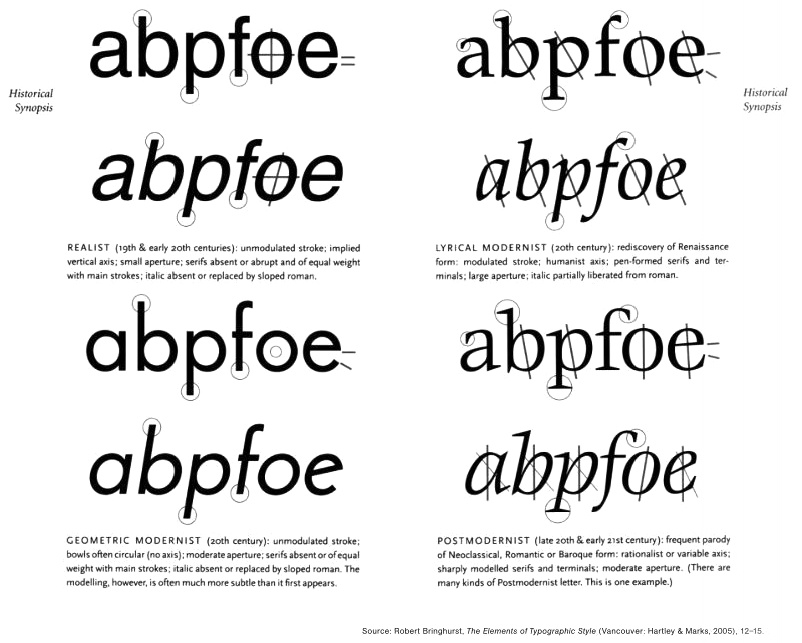 abpfoe
Historical
Synopsis
abpfoe
REALIST (19th & early 20th centuries): unmodulated stroke; implied
vertical axis; small aperture; serifs absent or abrupt and of equal weight
with main strokes; italic absent or replaced by sloped roman.
abpfoe
abpfoe
GEOMETRIC MODERNIST (20th century): unmodulated stroke;
bowls often circular (no axis); moderate aperture; serifs absent or of equal
weight with main strokes; italic absent or replaced by sloped roman. The
modelling, however, is often much more subtle than it first appears.
abpfoe
Historical
Synopsis
abpfoe
LYRICAL MODERNIST (20th century): rediscovery of Renaissance
form: modulated stroke; humanist axis; pen-formed serifs and ter-
minals; large aperture; italic partially liberated from roman.
abpfoe
abpfoe
POSTMODERNIST (late 20th & early 21st century): frequent parody
of Neoclassical, Romantic or Baroque form: rationalist or variable axis;
sharply modelled serifs and terminals; moderate aperture. (There are
many kinds of Postmodernist letter. This is one example.)
Source: Robert Bringhurst, The Elements of Typographic Style (Vancouver: Hartley & Marks, 2005), 12–15.